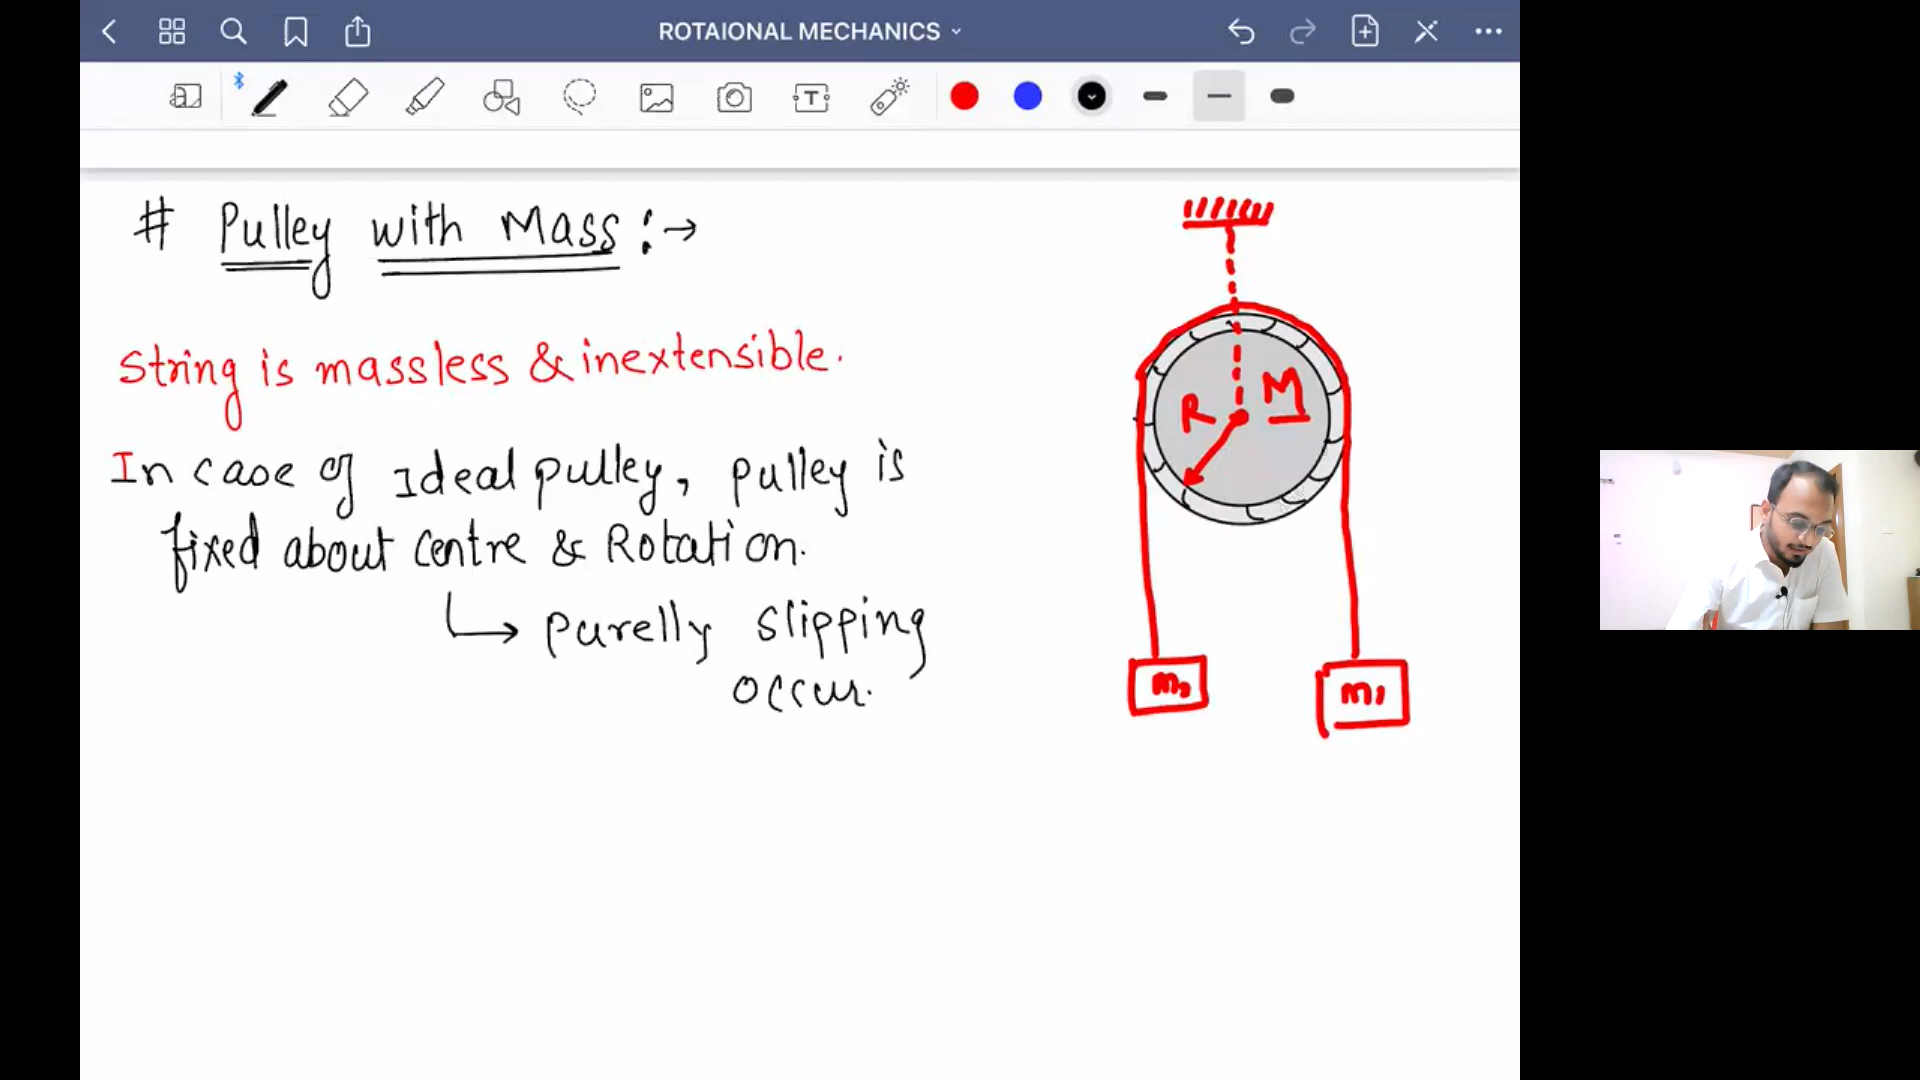 ROTAIONAL MECHANICS
# Pulley with Mass :→
String is massless & inextensible.
In case of Ideal pulley, pulley is
fixed about centre & Rotation.
↳ purelly slipping
occur.
R M
m2
m1